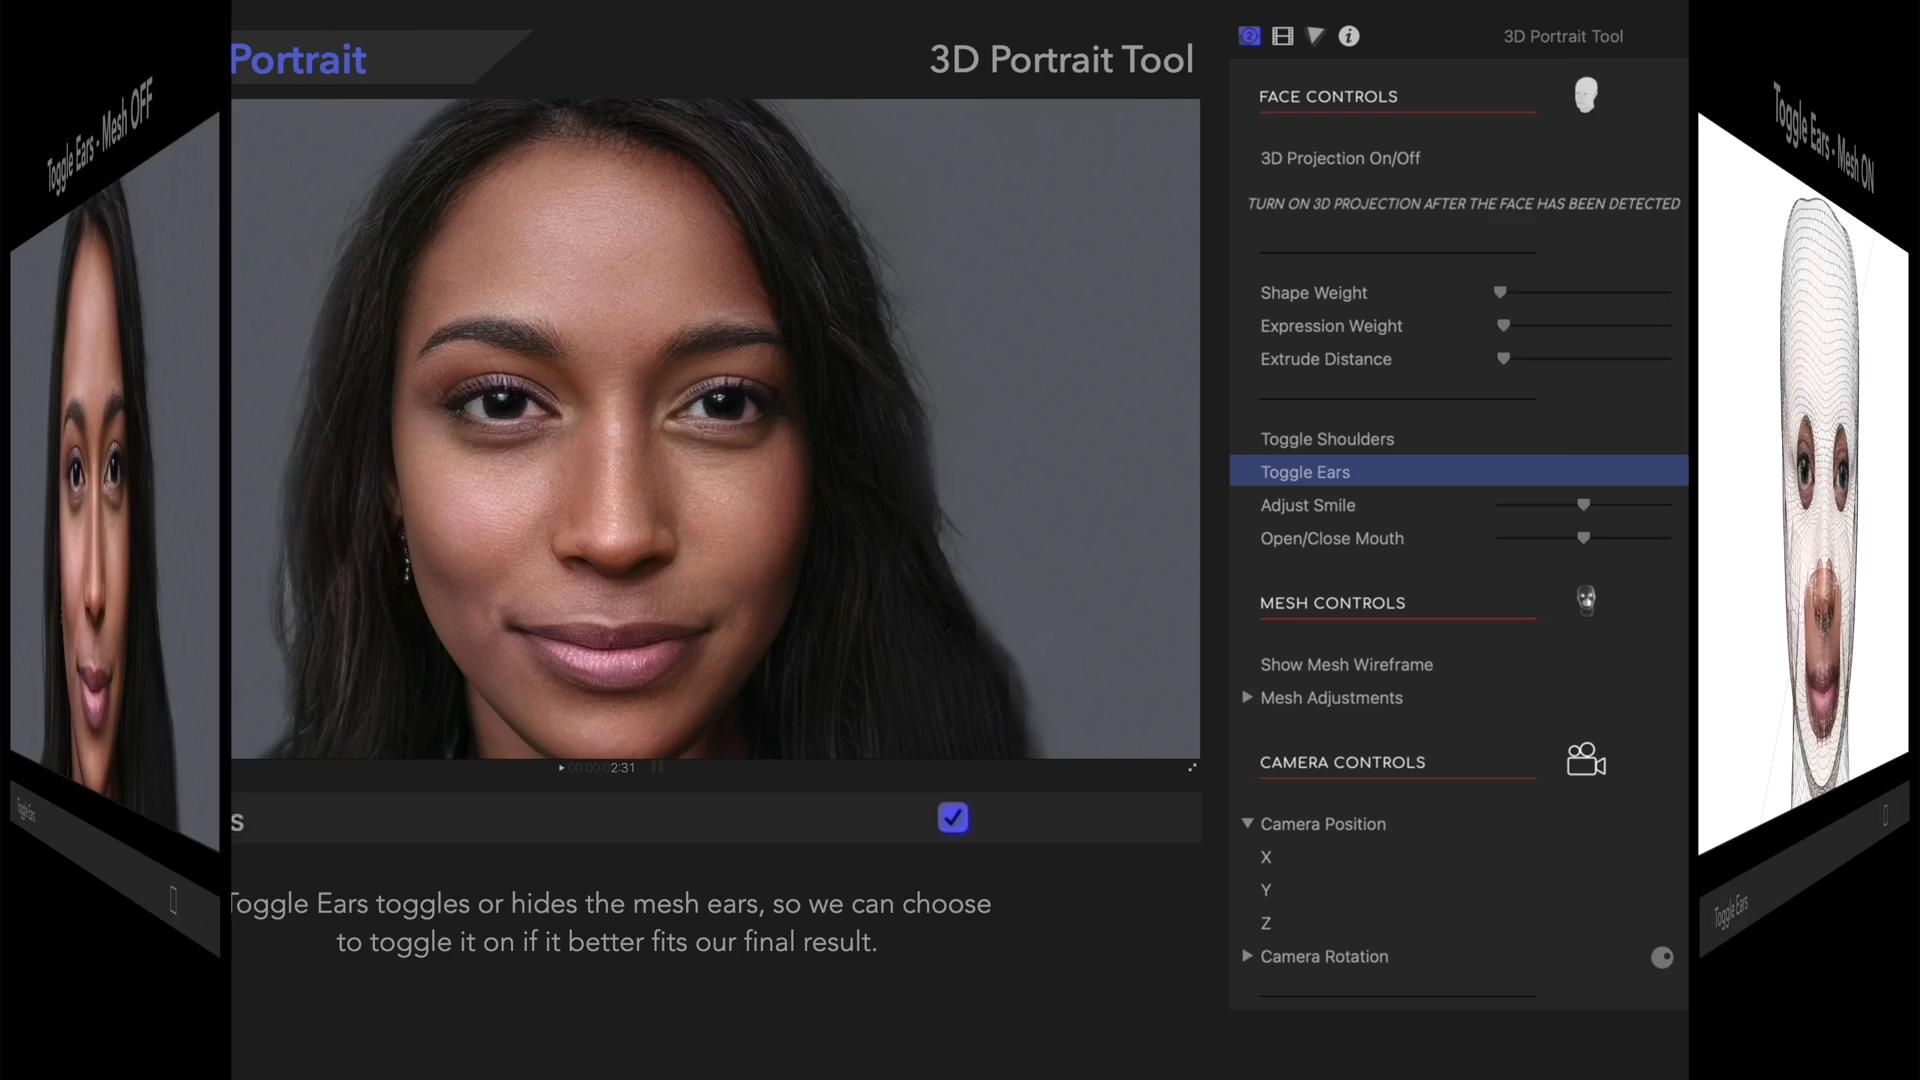 Toggle Ears - Mesh OFF
Toggle Ears
Portrait
3D Portrait Tool
2:31
s
Toggle Ears toggles or hides the mesh ears, so we can choose
to toggle it on if it better fits our final result.
3D Portrait Tool
FACE CONTROLS
3D Projection On/Off
TURN ON 3D PROJECTION AFTER THE FACE HAS BEEN DETECTED
Shape Weight
Expression Weight
Extrude Distance
Toggle Shoulders
Toggle Ears
Adjust Smile
Open/Close Mouth
MESH CONTROLS
Show Mesh Wireframe
Mesh Adjustments
CAMERA CONTROLS
Camera Position
X
Y
Z
Camera Rotation
Toggle Ears - Mesh ON
Toggle Ears